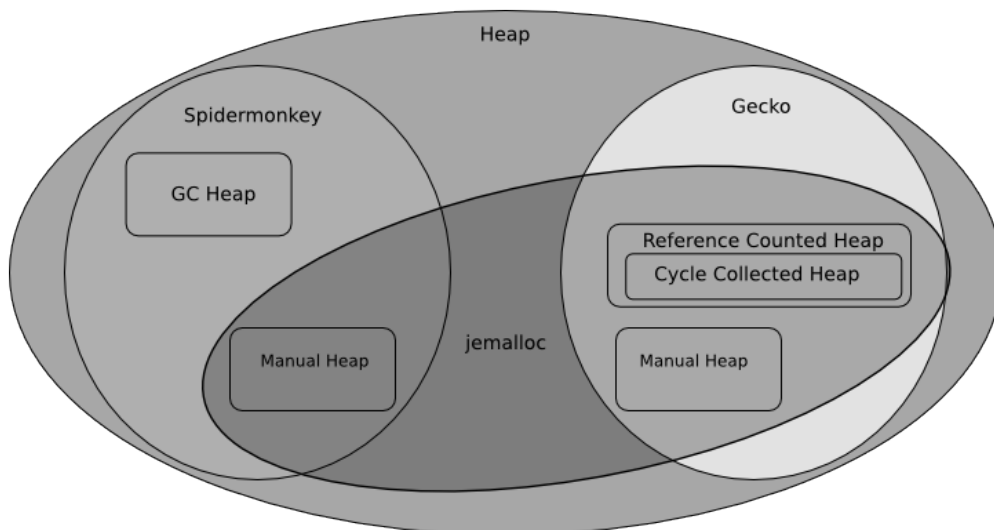 Heap
Spidermonkey
Gecko
GC Heap
Reference Counted Heap
Cycle Collected Heap
jemalloc
Manual Heap
Manual Heap